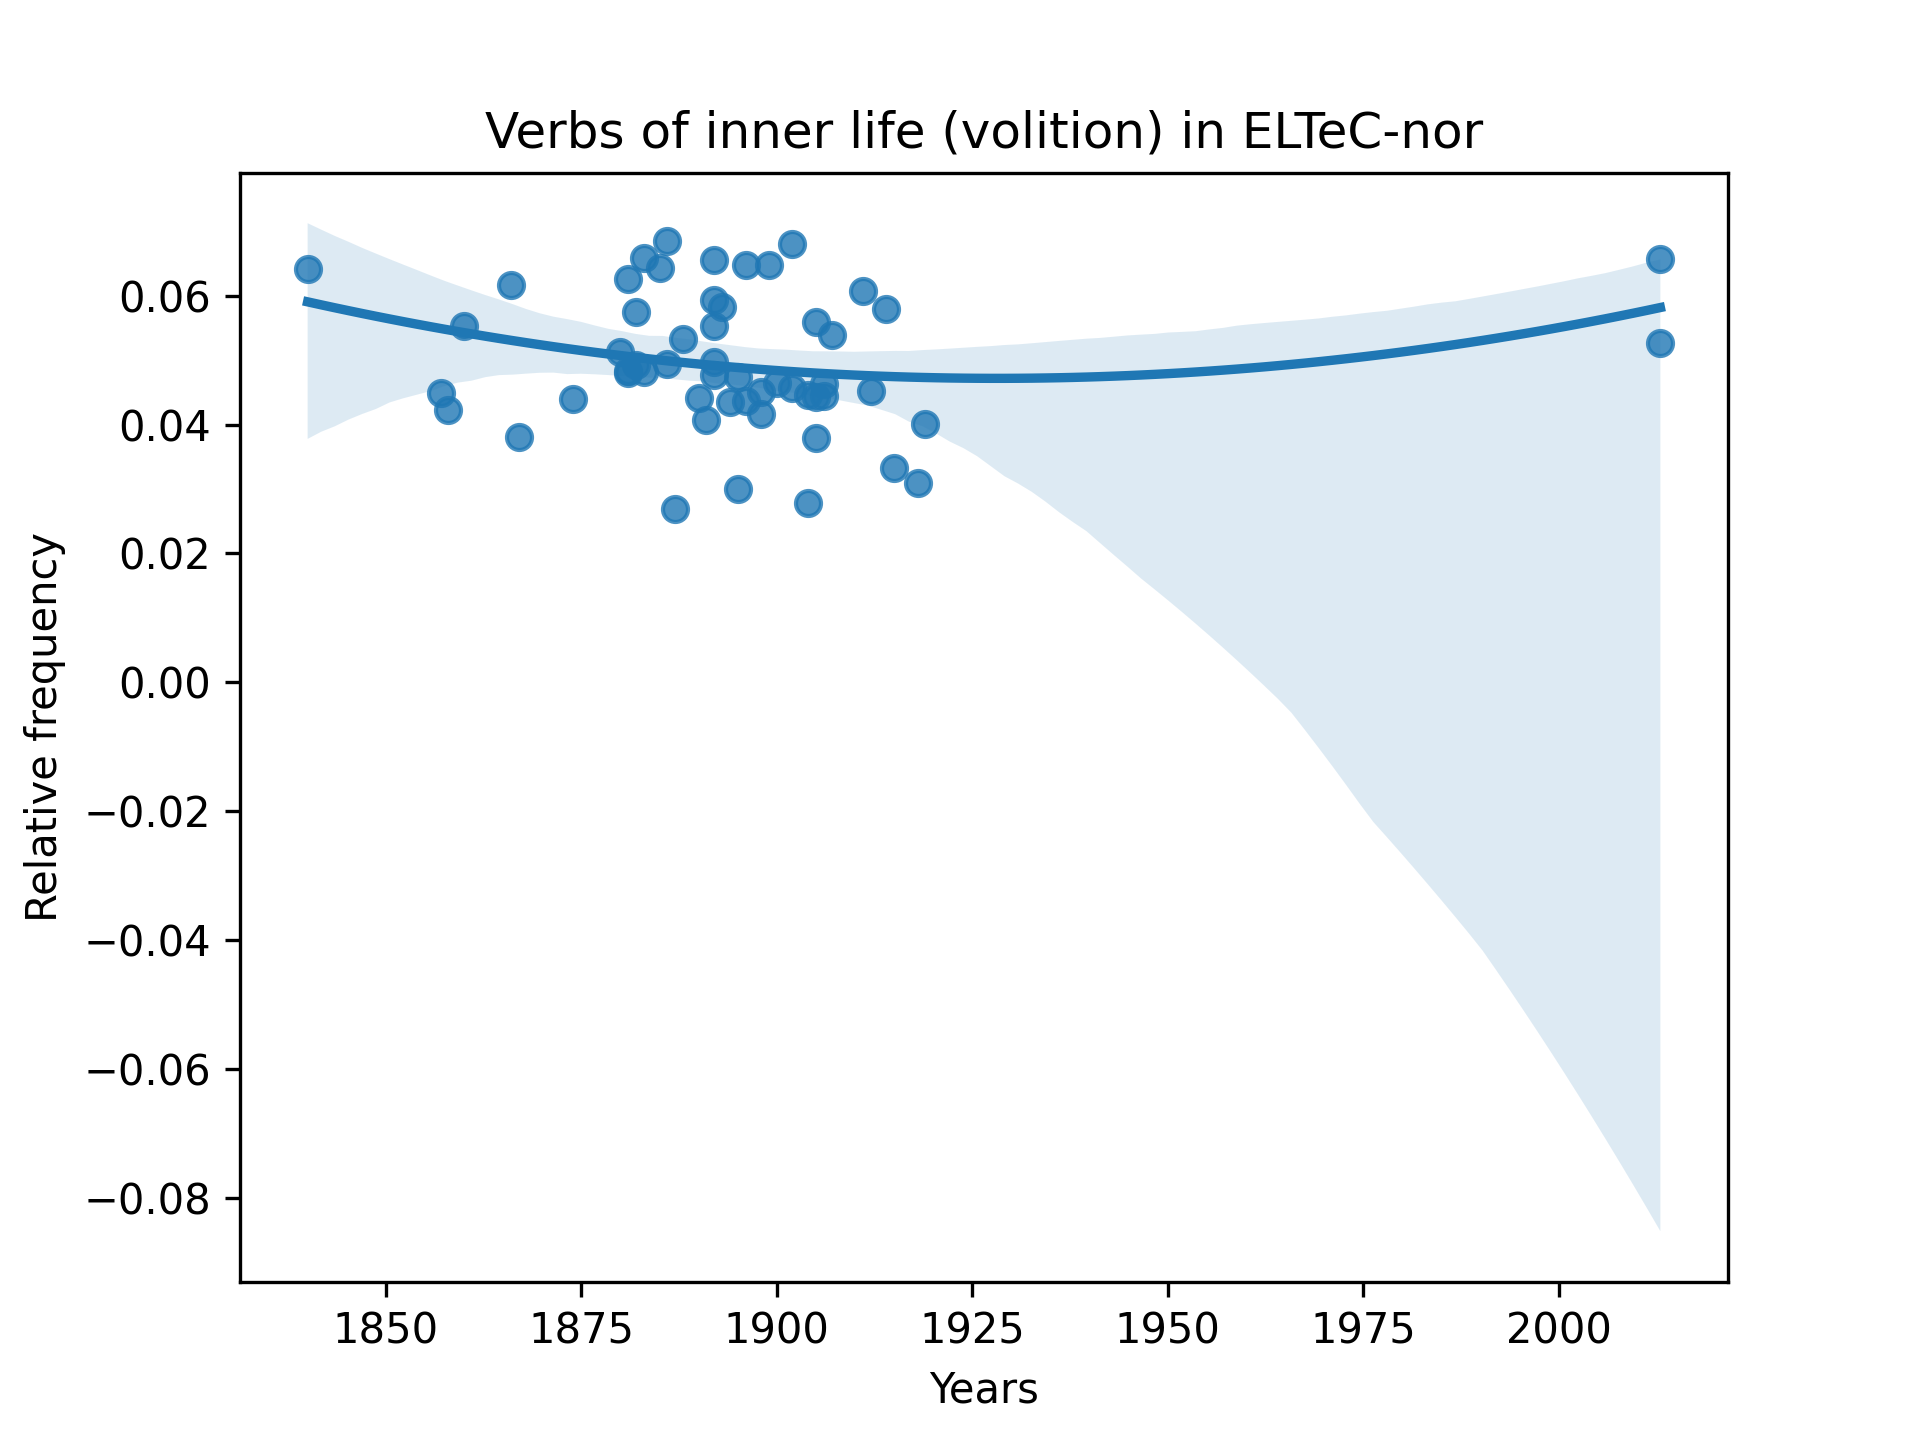 Verbs of inner life (volition) in ELTeC-nor
0.06
0.04
0.02
0.00
−0.02
−0.04
−0.06
−0.08
Relative frequency
1850 1875 1900 1925 1950 1975 2000
Years